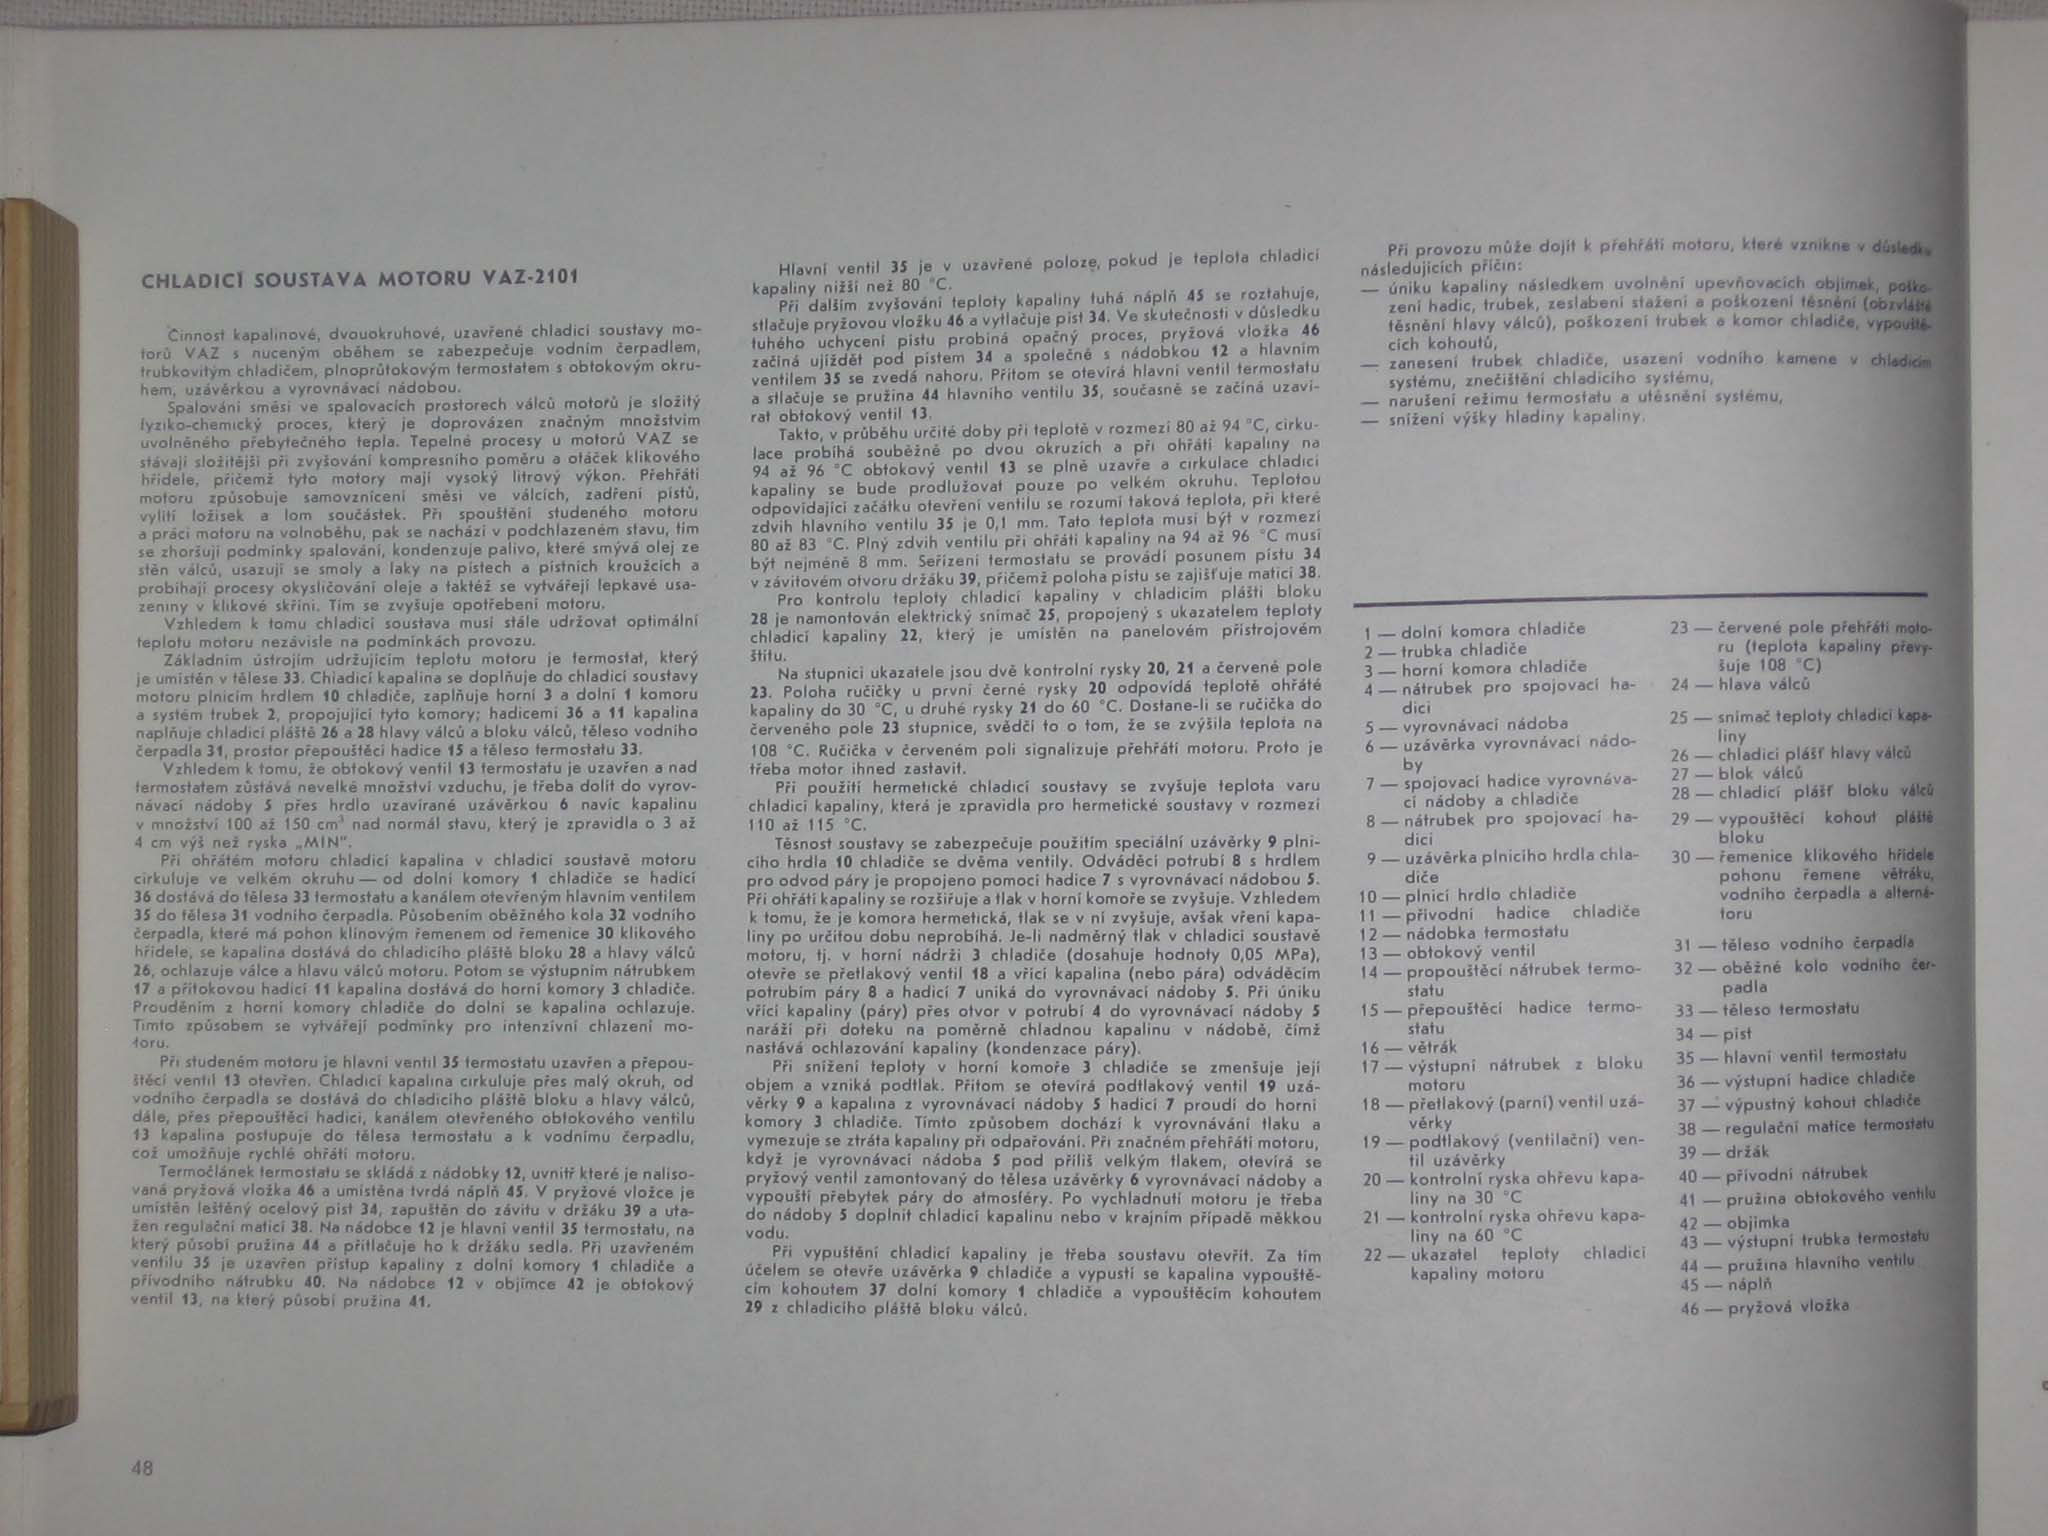 CHLADICÍ SOUSTAVA MOTORU VAZ-2101
Činnost kapalinové, dvouokruhové, uzavřené chladicí soustavy mo-
torů VAZ s nuceným oběhem se zabezpečuje vodním čerpadlem,
trubkovitým chladičem, plnoprůtokovým termostatem s obtokovým okru-
hem, uzávěrkou a vyrovnávací nádobou.
Spalování směsi ve spalovacích prostorech válců motorů je složitý
fyziko-chemický proces, který je doprovázen značným množstvím
uvolněného přebytečného tepla. Tepelné procesy u motorů VAZ se
stávají složitější při zvyšování kompresního poměru a otáček klikového
hřídele, přičemž tyto motory mají vysoký litrový výkon. Přehřátí
motoru způsobuje samovznícení směsi ve válcích, zadření pístů,
vylití ložisek a lom součástek. Při spouštění studeného motoru
a práci motoru na volnoběhu, pak se nachází v podchlazeném stavu, tím
se zhoršují podmínky spalování, kondenzuje palivo, které smývá olej ze
stěn válců, usazují se smoly a laky na pístech a pístních kroužcích a
probíhají procesy okysličování oleje a taktéž se vytvářejí lepkavé usa-
zeniny v klikové skříni. Tím se zvyšuje opotřebení motoru.
Vzhledem k tomu chladicí soustava musí stále udržovat optimální
teplotu motoru nezávisle na podmínkách provozu.
Základním ústrojím udržujícím teplotu motoru je termostat, který
je umístěn v tělese 33. Chladicí kapalina se doplňuje do chladicí soustavy
motoru plnicím hrdlem 10 chladiče, zaplňuje horní 3 a dolní 1 komoru
a systém trubek 2, propojující tyto komory; hadicemi 36 a 11 kapalina
naplňuje chladicí pláště 26 a 28 hlavy válců a bloku válců, těleso vodního
čerpadla 31, prostor přepouštěcí hadice 15 a těleso termostatu 33.
Vzhledem k tomu, že obtokový ventil 13 termostatu je uzavřen a nad
termostatem zůstává nevelké množství vzduchu, je třeba dolít do vyrov-
návací nádoby 5 přes hrdlo uzavírané uzávěrkou 6 navíc kapalinu
v množství 100 až 150 cm³ nad normál stavu, který je zpravidla o 3 až
4 cm výš než ryska „MIN".
Při ohřátém motoru chladicí kapalina v chladicí soustavě motoru
cirkuluje ve velkém okruhu — od dolní komory 1 chladiče se hadicí
36 dostává do tělesa 33 termostatu a kanálem otevřeným hlavním ventilem
35 do tělesa 31 vodního čerpadla. Působením oběžného kola 32 vodního
čerpadla, které má pohon klínovým řemenem od řemenice 30 klikového
hřídele, se kapalina dostává do chladicího pláště bloku 28 a hlavy válců
26, ochlazuje válce a hlavu válců motoru. Potom se výstupním nátrubkem
17 a přítokovou hadicí 11 kapalina dostává do horní komory 3 chladiče.
Prouděním z horní komory chladiče do dolní se kapalina ochlazuje.
Tímto způsobem se vytvářejí podmínky pro intenzívní chlazení mo-
toru.
Při studeném motoru je hlavní ventil 35 termostatu uzavřen a přepou-
štěcí ventil 13 otevřen. Chladicí kapalina cirkuluje přes malý okruh, od
vodního čerpadla se dostává do chladicího pláště bloku a hlavy válců,
dále, přes přepouštěcí hadici, kanálem otevřeného obtokového ventilu
13 kapalina postupuje do tělesa termostatu a k vodnímu čerpadlu,
což umožňuje rychlé ohřátí motoru.
Termočlánek termostatu se skládá z nádobky 12, uvnitř které je naliso-
vaná pryžová vložka 46 a umístěna tvrdá náplň 45. V pryžové vložce je
umístěn leštěný ocelový píst 34, zapuštěn do závitu v držáku 39 a uta-
žen regulační maticí 38. Na nádobce 12 je hlavní ventil 35 termostatu, na
který působí pružina 44 a přitlačuje ho k držáku sedla. Při uzavřeném
ventilu 35 je uzavřen přístup kapaliny z dolní komory 1 chladiče a
přívodního nátrubku 40. Na nádobce 12 v objímce 42 je obtokový
ventil 13, na který působí pružina 41.
48
Hlavní ventil 35 je v uzavřené poloze, pokud je teplota chladicí
kapaliny nižší než 80 °C.
Při dalším zvyšování teploty kapaliny tuhá náplň 45 se roztahuje,
stlačuje pryžovou vložku 46 a vytlačuje píst 34. Ve skutečnosti v důsledku
tuhého uchycení pístu probíná opačný proces, pryžová vložka 46
začíná ujíždět pod pístem 34 a společně s nádobkou 12 a hlavním
ventilem 35 se zvedá nahoru. Přitom se otevírá hlavní ventil termostatu
a stlačuje se pružina 44 hlavního ventilu 35, současně se začíná uzaví-
rat obtokový ventil 13.
Takto, v průběhu určité doby při teplotě v rozmezí 80 až 94 °C, cirku-
lace probíhá souběžně po dvou okruzích a při ohřátí kapaliny na
94 až 96 °C obtokový ventil 13 se plně uzavře a cirkulace chladicí
kapaliny se bude prodlužovat pouze po velkém okruhu. Teplotou
odpovídající začátku otevření ventilu se rozumí taková teplota, při které
zdvih hlavního ventilu 35 je 0,1 mm. Tato teplota musí být v rozmezí
80 až 83 °C. Plný zdvih ventilu při ohřátí kapaliny na 94 až 96 °C musí
být nejméně 8 mm. Seřízení termostatu se provádí posunem pístu 34
v závitovém otvoru držáku 39, přičemž poloha pístu se zajišťuje maticí 38.
Pro kontrolu teploty chladicí kapaliny v chladicím plášti bloku
28 je namontován elektrický snímač 25, propojený s ukazatelem teploty
chladicí kapaliny 22, který je umístěn na panelovém přístrojovém
štítu.
Na stupnici ukazatele jsou dvě kontrolní rysky 20, 21 a červené pole
23. Poloha ručičky u první černé rysky 20 odpovídá teplotě ohřáté
kapaliny do 30 °C, u druhé rysky 21 do 60 °C. Dostane-li se ručička do
červeného pole 23 stupnice, svědčí to o tom, že se zvýšila teplota na
108 °C. Ručička v červeném poli signalizuje přehřátí motoru. Proto je
třeba motor ihned zastavit.
Při použití hermetické chladicí soustavy se zvyšuje teplota varu
chladicí kapaliny, která je zpravidla pro hermetické soustavy v rozmezí
110 až 115 °C.
Těsnost soustavy se zabezpečuje použitím speciální uzávěrky 9 plni-
cího hrdla 10 chladiče se dvěma ventily. Odváděcí potrubí 8 s hrdlem
pro odvod páry je propojeno pomocí hadice 7 s vyrovnávací nádobou 5.
Při ohřátí kapaliny se rozšiřuje a tlak v horní komoře se zvyšuje. Vzhledem
k tomu, že je komora hermetická, tlak se v ní zvyšuje, avšak vření kapa-
liny po určitou dobu neprobíhá. Je-li nadměrný tlak v chladicí soustavě
motoru, tj. v horní nádrži 3 chladiče (dosahuje hodnoty 0,05 MPa),
otevře se přetlakový ventil 18 a vřící kapalina (nebo pára) odváděcím
potrubím páry 8 a hadicí 7 uniká do vyrovnávací nádoby 5. Při úniku
vřící kapaliny (páry) přes otvor v potrubí 4 do vyrovnávací nádoby 5
naráží při doteku na poměrně chladnou kapalinu v nádobě, čímž
nastává ochlazování kapaliny (kondenzace páry).
Při snížení teploty v horní komoře 3 chladiče se zmenšuje její
objem a vzniká podtlak. Přitom se otevírá podtlakový ventil 19 uzá-
věrky 9 a kapalina z vyrovnávací nádoby 5 hadicí 7 proudí do horní
komory 3 chladiče. Tímto způsobem dochází k vyrovnávání tlaku a
vymezuje se ztráta kapaliny při odpařování. Při značném přehřátí motoru,
když je vyrovnávací nádoba 5 pod příliš velkým tlakem, otevírá se
pryžový ventil zamontovaný do tělesa uzávěrky 6 vyrovnávací nádoby a
vypouští přebytek páry do atmosféry. Po vychladnutí motoru je třeba
do nádoby 5 doplnit chladicí kapalinu nebo v krajním případě měkkou
vodu.
Při vypuštění chladicí kapaliny je třeba soustavu otevřít. Za tím
účelem se otevře uzávěrka 9 chladiče a vypustí se kapalina vypouště-
cím kohoutem 37 dolní komory 1 chladiče a vypouštěcím kohoutem
29 z chladicího pláště bloku válců.
Při provozu může dojít k přehřátí motoru, které vznikne v důsledku
následujících příčin:
— úniku kapaliny následkem uvolnění upevňovacích objímek, poško-
zení hadic, trubek, zeslabení stažení a poškození těsnění (obzvláště
těsnění hlavy válců), poškození trubek a komor chladiče, vypouště-
cích kohoutů,
— zanesení trubek chladiče, usazení vodního kamene v chladicím
systému, znečištění chladicího systému,
— narušení režimu termostatu a utěsnění systému,
— snížení výšky hladiny kapaliny.
1 — dolní komora chladiče
2 — trubka chladiče
3 — horní komora chladiče
4 — nátrubek pro spojovací ha-
dici
5 — vyrovnávací nádoba
6 — uzávěrka vyrovnávací nádo-
by
7 — spojovací hadice vyrovnáva-
cí nádoby a chladiče
8 — nátrubek pro spojovací ha-
dici
9 — uzávěrka plnicího hrdla chla-
diče
10 — plnicí hrdlo chladiče
11 — přívodní hadice chladiče
12 — nádobka termostatu
13 — obtokový ventil
14 — propouštěcí nátrubek termo-
statu
15 — přepouštěcí hadice termo-
statu
16 — větrák
17 — výstupní nátrubek z bloku
motoru
18 — přetlakový (parní) ventil uzá-
věrky
19 — podtlakový (ventilační) ven-
til uzávěrky
20 — kontrolní ryska ohřevu kapa-
liny na 30 °C
21 — kontrolní ryska ohřevu kapa-
liny na 60 °C
22 — ukazatel teploty chladicí
kapaliny motoru
23 — červené pole přehřátí moto-
ru (teplota kapaliny převy-
šuje 108 °C)
24 — hlava válců
25 — snímač teploty chladicí kapa-
liny
26 — chladicí plášť hlavy válců
27 — blok válců
28 — chladicí plášť bloku válců
29 — vypouštěcí kohout pláště
bloku
30 — řemenice klikového hřídele
pohonu řemene větráku,
vodního čerpadla a alterná-
toru
31 — těleso vodního čerpadla
32 — oběžné kolo vodního čer-
padla
33 — těleso termostatu
34 — píst
35 — hlavní ventil termostatu
36 — výstupní hadice chladiče
37 — výpustný kohout chladiče
38 — regulační matice termostatu
39 — držák
40 — přívodní nátrubek
41 — pružina obtokového ventilu
42 — objímka
43 — výstupní trubka termostatu
44 — pružina hlavního ventilu
45 — náplň
46 — pryžová vložka